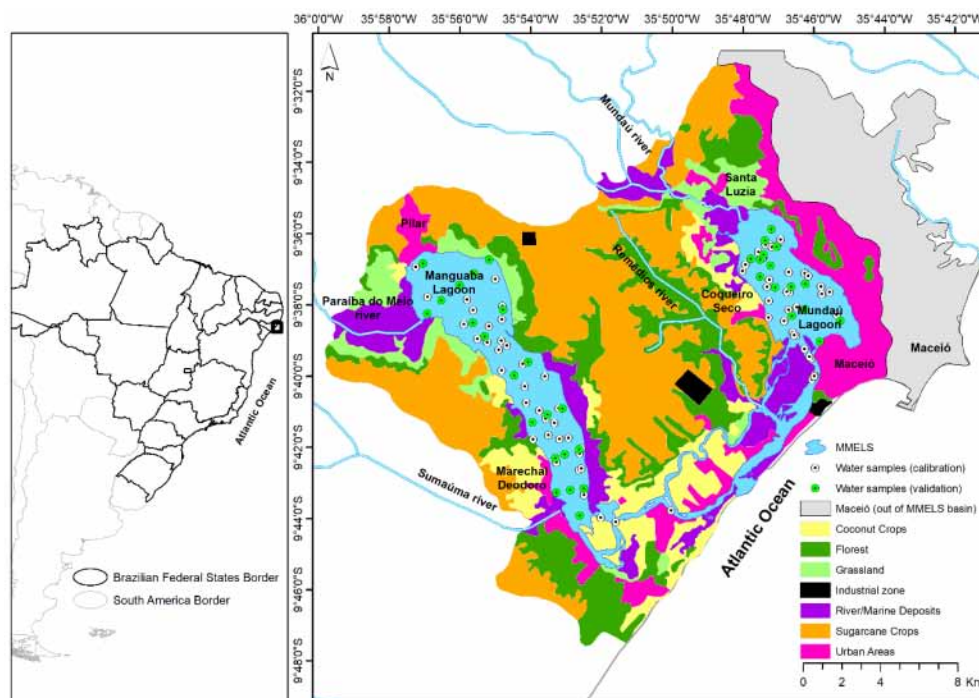 36°00'0"W 35°58'0"W 35°56'0"W 35°54'0"W 35°52'0"W 35°50'0"W 35°48'0"W 35°46'0"W 35°44'0"W 35°42'0"W
N
9°32'0"S
9°34'0"S
9°36'0"S
9°38'0"S
9°40'0"S
9°42'0"S
9°44'0"S
9°46'0"S
9°48'0"S
Atlantic Ocean
Brazilian Federal States Border
South America Border
Mundaú river
Santa
Luzia
Pilar
Manguaba
Lagoon
Remédios river
Paraíba do Meio
river
Coqueiro
Seco
Mundaú
Lagoon
Maceió
Maceió
Marechal
Deodoro
Sumaúma river
Atlantic Ocean
MMELS
Water samples (calibration)
Water samples (validation)
Maceió (out of MMELS basin)
Coconut Crops
Florest
Grassland
Industrial zone
River/Marine Deposits
Sugarcane Crops
Urban Areas
0 2 4 8 Km